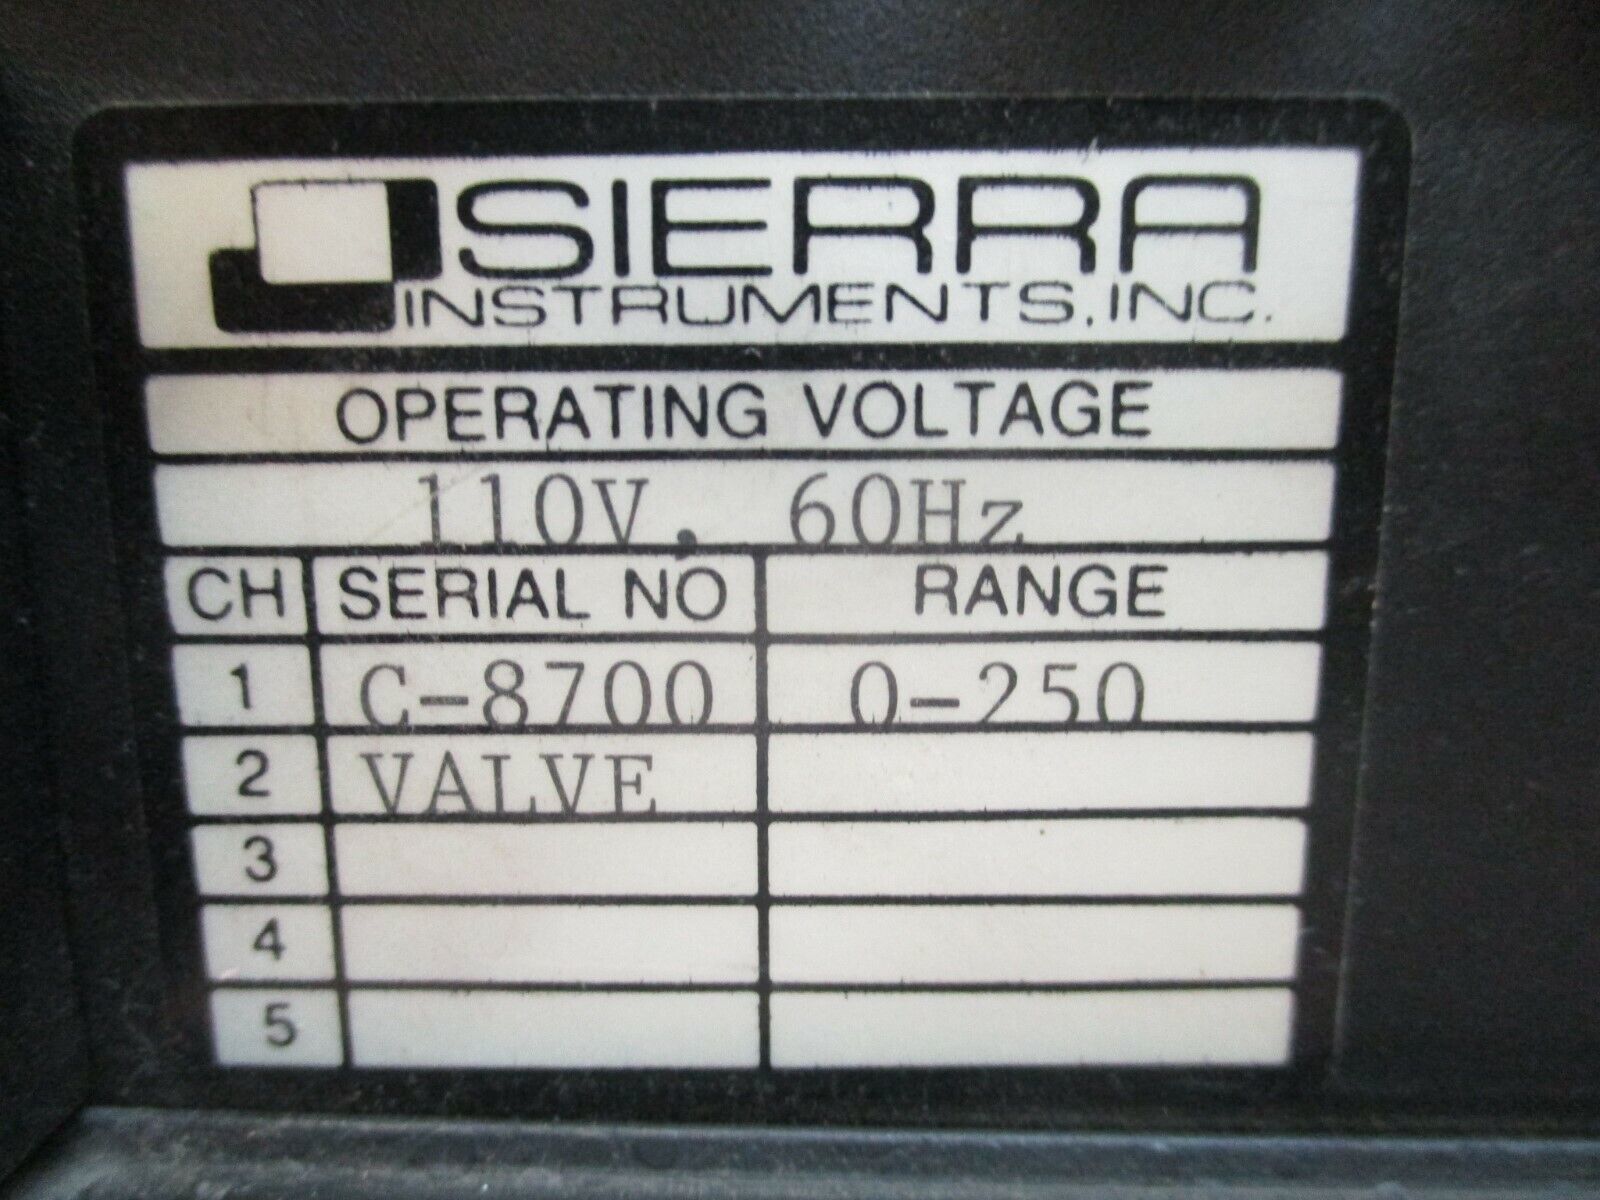 SIERRA
INSTRUMENTS, INC.
OPERATING VOLTAGE
110V. 60Hz
CH SERIAL NO RANGE
1 C-8700 0-250
2 VALVE
3
4
5